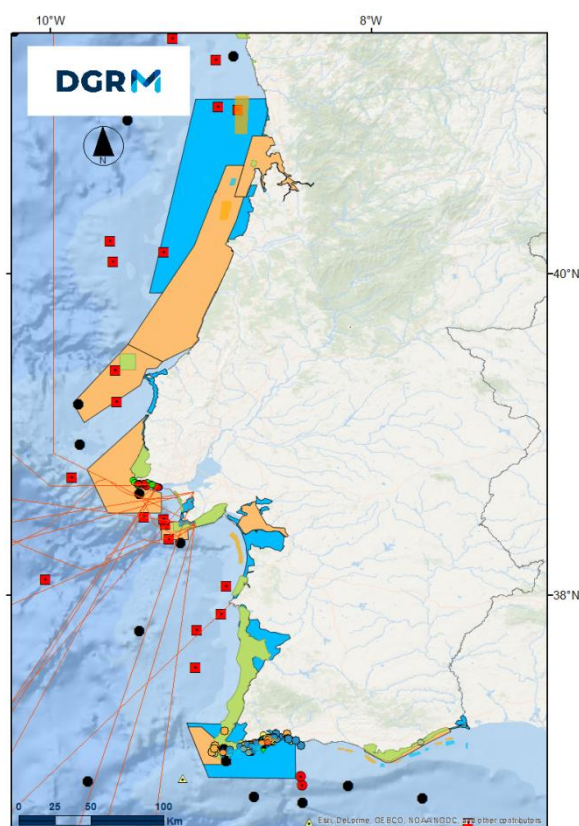 10°W
8°W
DGRM
N
40°N
38°N
0 25 50 100
Km
Esri, DeLorme, GEBCO, NOAA NGDC, and other contributors